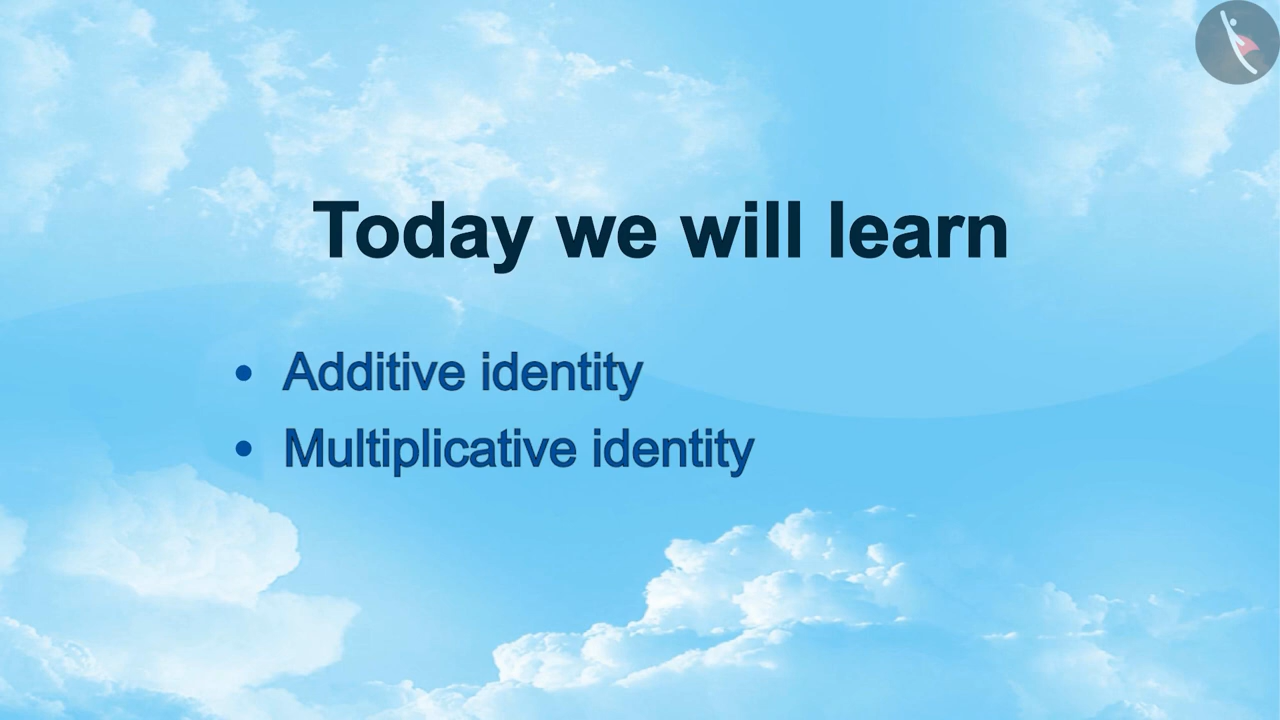 Today we will learn
• Additive identity
• Multiplicative identity